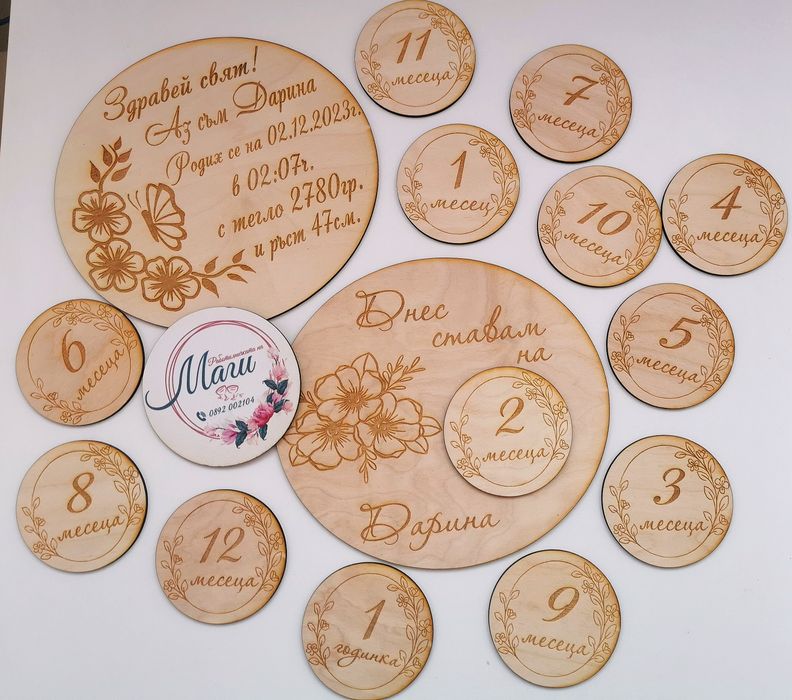 Здравей свят!
Аз съм Дарина
Родих се на 02.12.2023г.
в 02:07ч.
с тегло 2780гр.
и ръст 47см.
11
месеца
7
месеца
1
месец
10
месеца
4
месеца
6
месеца
Работилничката на
Маги
0892 002104
Днес
ставам
на
2
месеца
Дарина
5
месеца
8
месеца
3
месеца
12
месеца
1
годинка
9
месеца